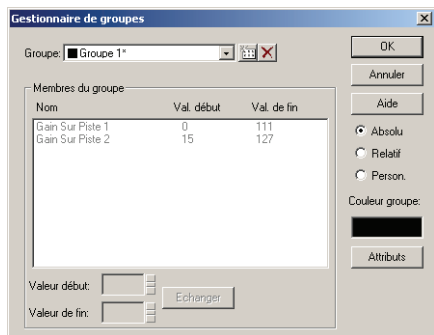 Gestionnaire de groupes
Groupe: Groupe 1*
OK
Annuler
Aide
Membres du groupe
Nom Val. début Val. de fin
Gain Sur Piste 1 0 111
Gain Sur Piste 2 15 127
Absolu
Relatif
Person.
Couleur groupe:
Attributs
Valeur début:
Echanger
Valeur de fin: